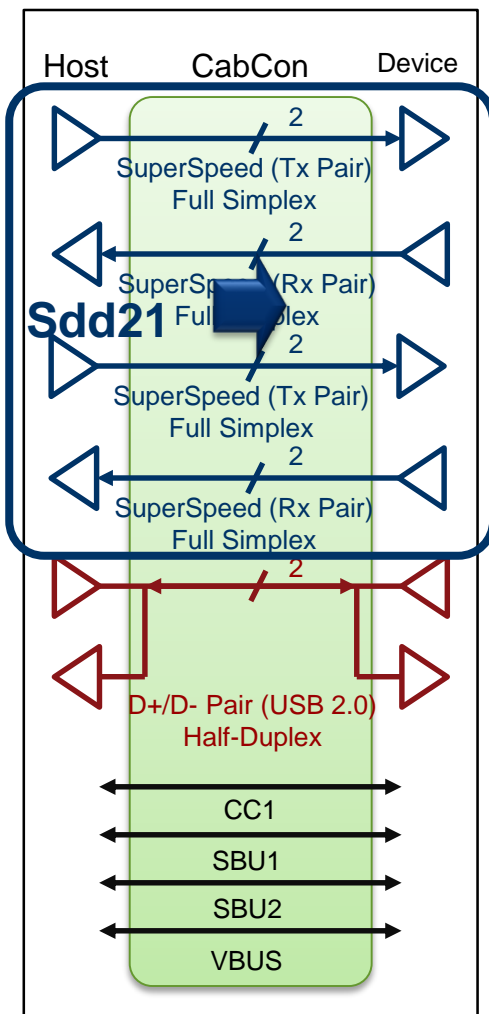 Host CabCon Device
2
SuperSpeed (Tx Pair)
Full Simplex
2
SuperSpeed (Rx Pair)
Sdd21
Full Simplex
2
SuperSpeed (Tx Pair)
Full Simplex
2
SuperSpeed (Rx Pair)
Full Simplex
2
D+/D- Pair (USB 2.0)
Half-Duplex
CC1
SBU1
SBU2
VBUS